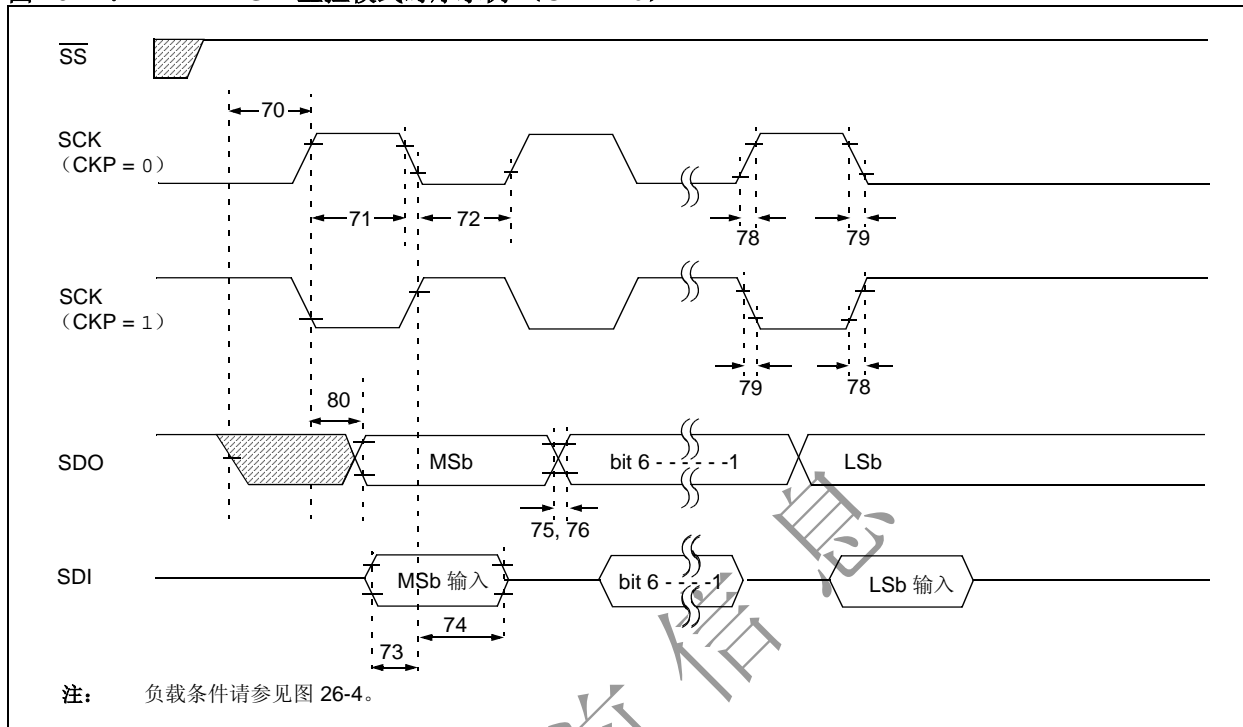 SS
70
SCK
（CKP = 0）
71
72
78
79
SCK
（CKP = 1）
79
78
80
SDO
MSb
bit 6 - - - - - -1
LSb
75, 76
SDI
MSb 输入
bit 6 - - - - -1
LSb 输入
74
73
息
信
注： 负载条件请参见图 26-4。